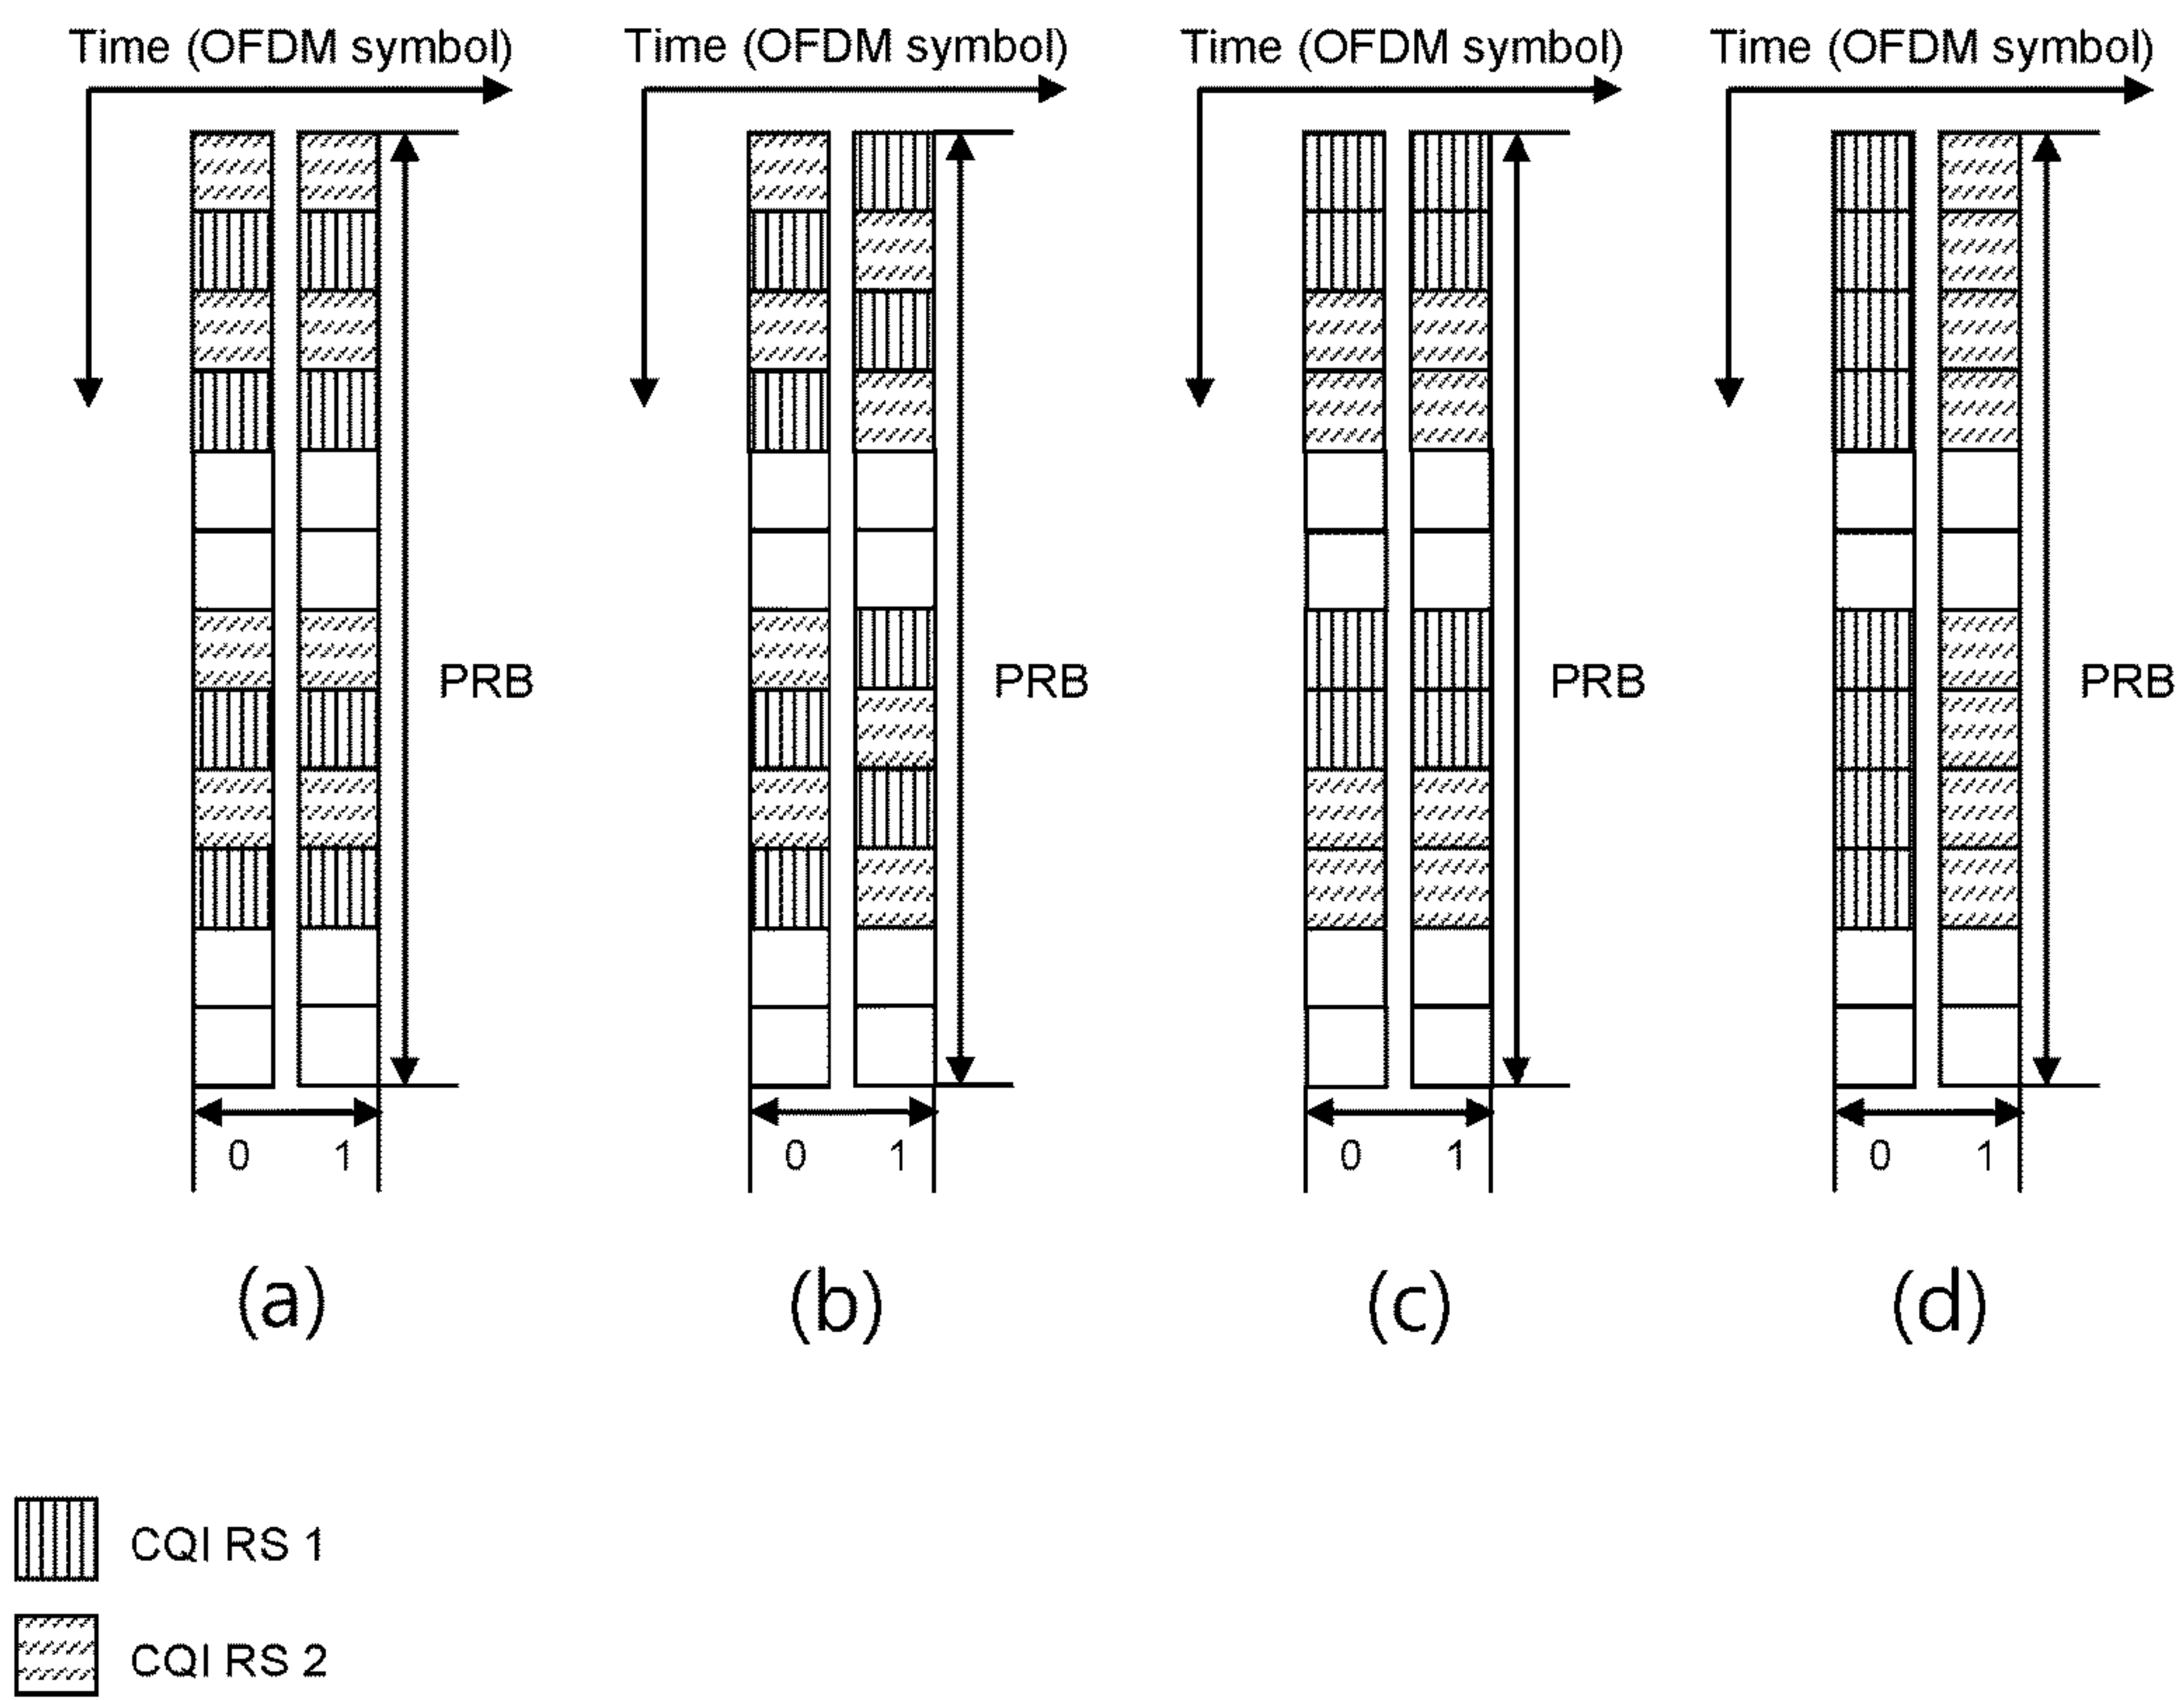 Time (OFDM symbol) Time (OFDM symbol) Time (OFDM symbol) Time (OFDM symbol)
PRB PRB PRB PRB
0 1 0 1 0 1 0 1
(a) (b) (c) (d)
CQI RS 1
CQI RS 2